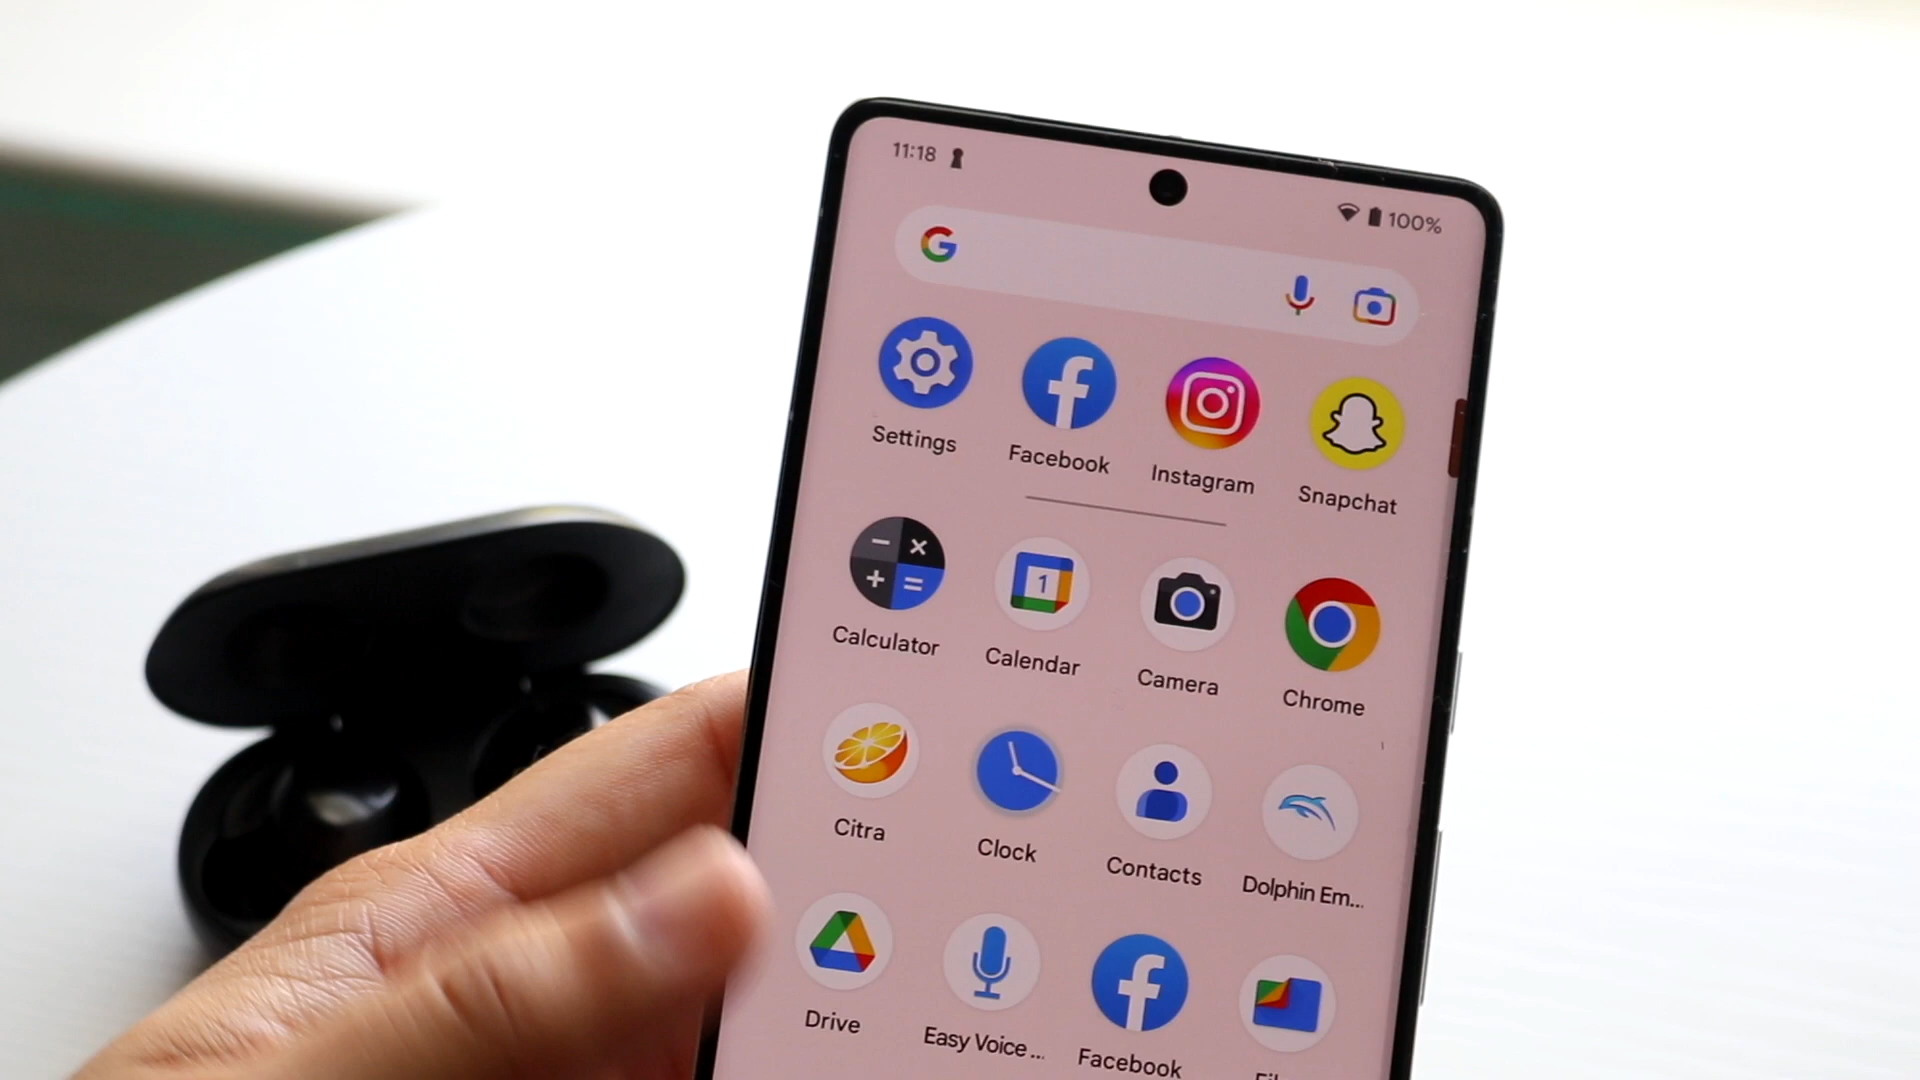 11:18 100%
G
Settings Facebook Instagram Snapchat
1
Calculator Calendar Camera Chrome
Citra Clock Contacts Dolphin Em...
Drive Easy Voice ... Facebook